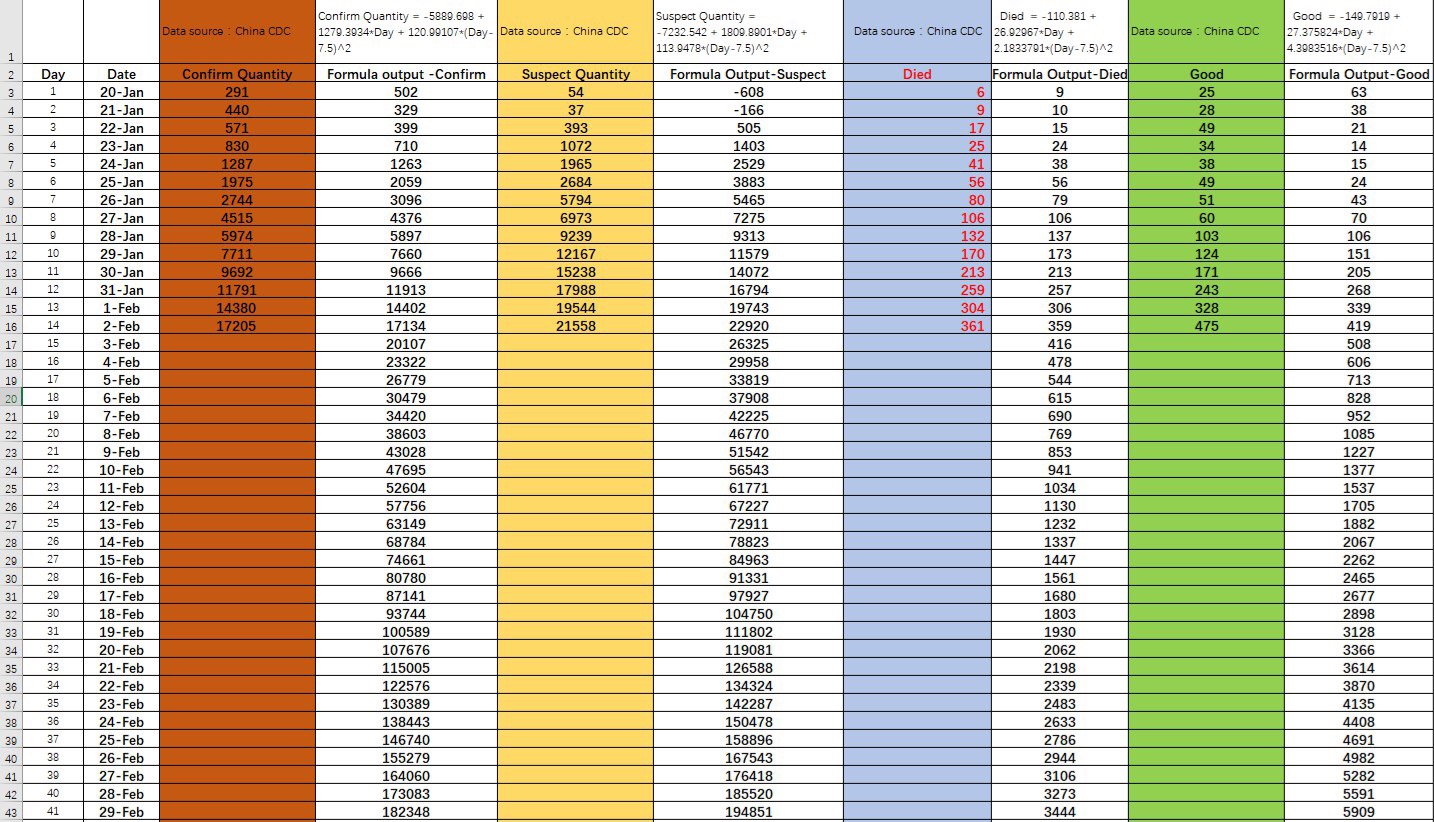 1 Data source：China CDC Confirm Quantity = -5889.698 + 1279.3934*Day + 120.99107*(Day-7.5)^2 Data source：China CDC Suspect Quantity = -7232.542 + 1809.8901*Day + 113.9478*(Day-7.5)^2 Data source：China CDC Died = -110.381 + 26.92967*Day + 2.1833791*(Day-7.5)^2 Data source：China CDC Good = -149.7919 + 27.375824*Day + 4.3983516*(Day-7.5)^2
2 Day Date Confirm Quantity Formula output -Confirm Suspect Quantity Formula Output-Suspect Died Formula Output-Died Good Formula Output-Good
3 1 20-Jan 291 502 54 -608 6 9 25 63
4 2 21-Jan 440 329 37 -166 9 10 28 38
5 3 22-Jan 571 399 393 505 17 15 49 21
6 4 23-Jan 830 710 1072 1403 25 24 34 14
7 5 24-Jan 1287 1263 1965 2529 41 38 38 15
8 6 25-Jan 1975 2059 2684 3883 56 56 49 24
9 7 26-Jan 2744 3096 5794 5465 80 79 51 43
10 8 27-Jan 4515 4376 6973 7275 106 106 60 70
11 9 28-Jan 5974 5897 9239 9313 132 137 103 106
12 10 29-Jan 7711 7660 12167 11579 170 173 124 151
13 11 30-Jan 9692 9666 15238 14072 213 213 171 205
14 12 31-Jan 11791 11913 17988 16794 259 257 243 268
15 13 1-Feb 14380 14402 19544 19743 304 306 328 339
16 14 2-Feb 17205 17134 21558 22920 361 359 475 419
17 15 3-Feb 20107 26325 416 508
18 16 4-Feb 23322 29958 478 606
19 17 5-Feb 26779 33819 544 713
20 18 6-Feb 30479 37908 615 828
21 19 7-Feb 34420 42225 690 952
22 20 8-Feb 38603 46770 769 1085
23 21 9-Feb 43028 51542 853 1227
24 22 10-Feb 47695 56543 941 1377
25 23 11-Feb 52604 61771 1034 1537
26 24 12-Feb 57756 67227 1130 1705
27 25 13-Feb 63149 72911 1232 1882
28 26 14-Feb 68784 78823 1337 2067
29 27 15-Feb 74661 84963 1447 2262
30 28 16-Feb 80780 91331 1561 2465
31 29 17-Feb 87141 97927 1680 2677
32 30 18-Feb 93744 104750 1803 2898
33 31 19-Feb 100589 111802 1930 3128
34 32 20-Feb 107676 119081 2062 3366
35 33 21-Feb 115005 126588 2198 3614
36 34 22-Feb 122576 134324 2339 3870
37 35 23-Feb 130389 142287 2483 4135
38 36 24-Feb 138443 150478 2633 4408
39 37 25-Feb 146740 158896 2786 4691
40 38 26-Feb 155279 167543 2944 4982
41 39 27-Feb 164060 176418 3106 5282
42 40 28-Feb 173083 185520 3273 5591
43 41 29-Feb 182348 194851 3444 5909